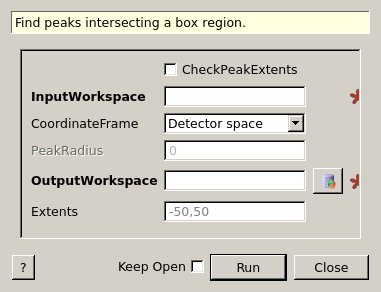 Find peaks intersecting a box region.
CheckPeakExtents
InputWorkspace
CoordinateFrame Detector space
PeakRadius 0
OutputWorkspace
Extents -50,50
? Keep Open Run Close